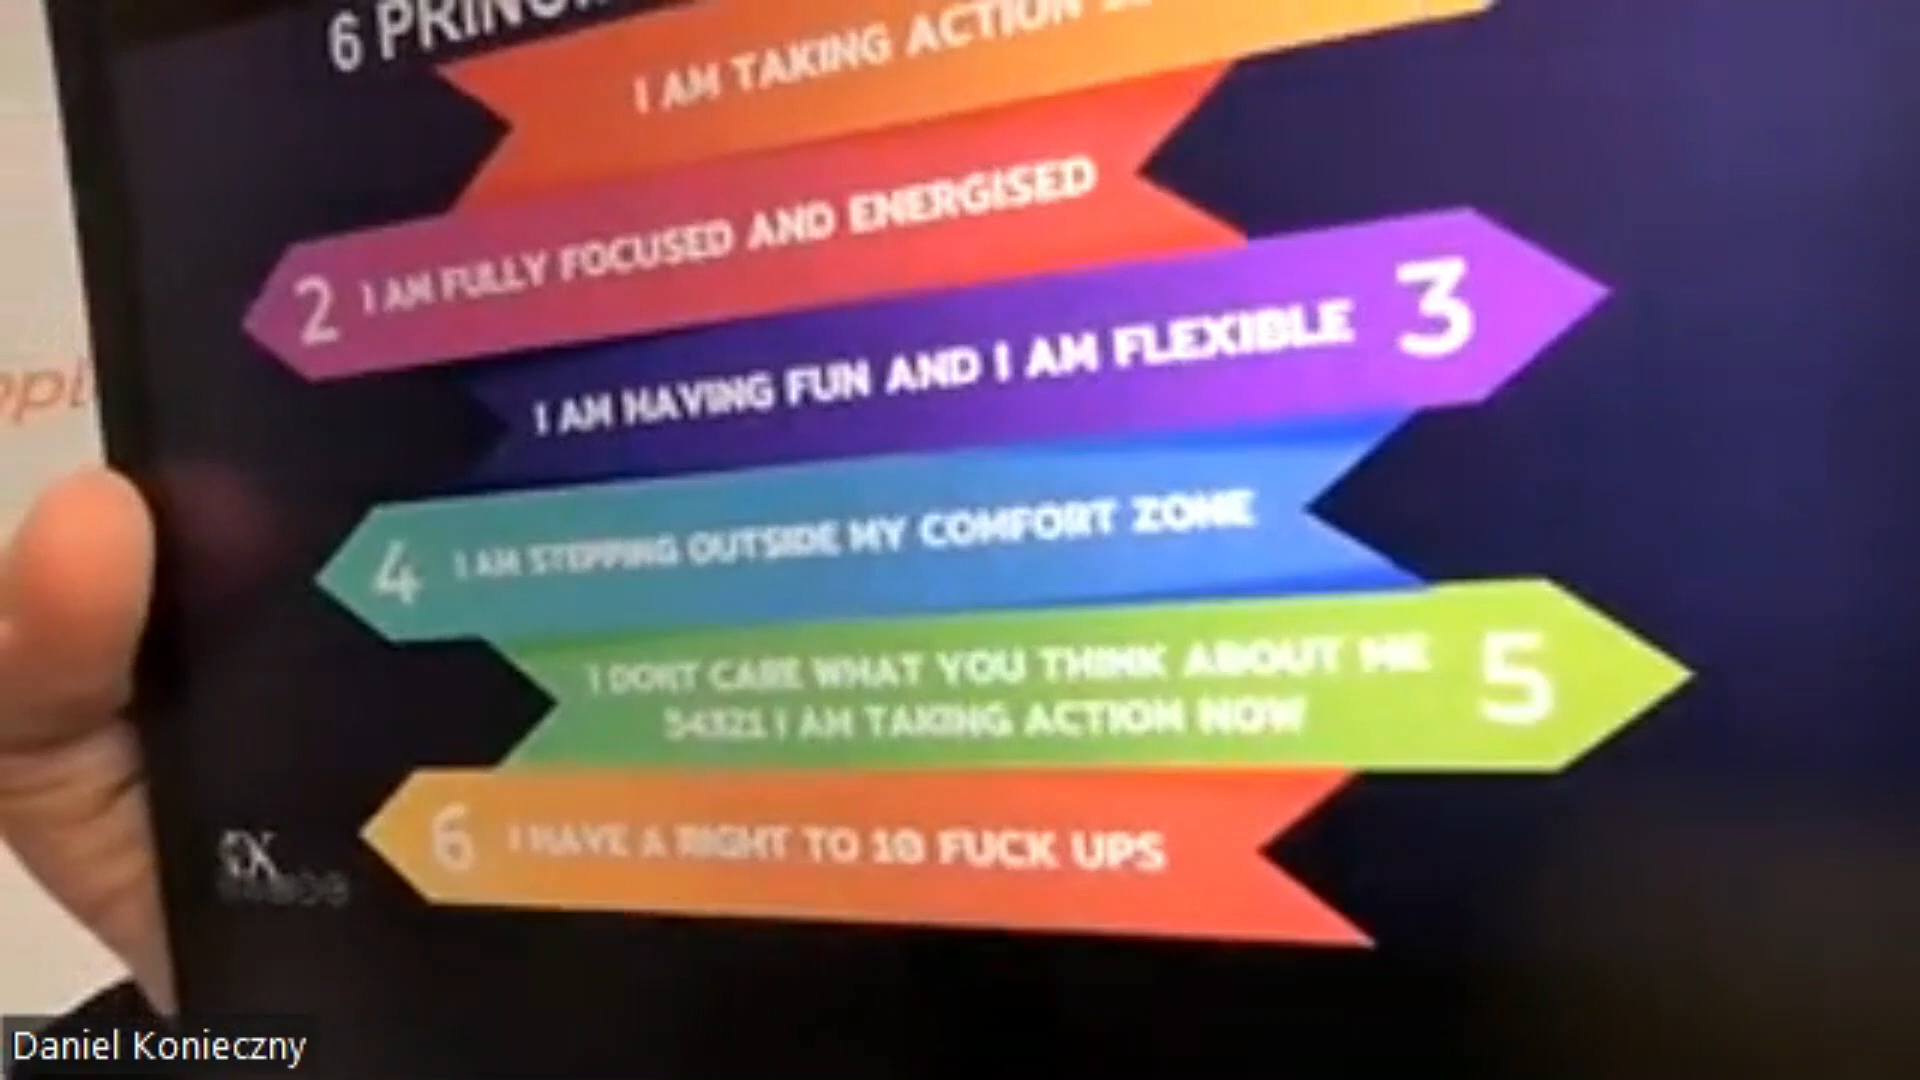 6
I AM TAKING ACTION
2 I AM FULLY FOCUSED AND ENERGISED
I AM HAVING FUN AND I AM FLEXIBLE 3
4 I AM STEPPING OUTSIDE MY COMFORT ZONE
I DONT CARE WHAT YOU THINK ABOUT ME 5
54321 I AM TAKING ACTION NOW
6 I HAVE A RIGHT TO 10 FUCK UPS
Daniel Konieczny